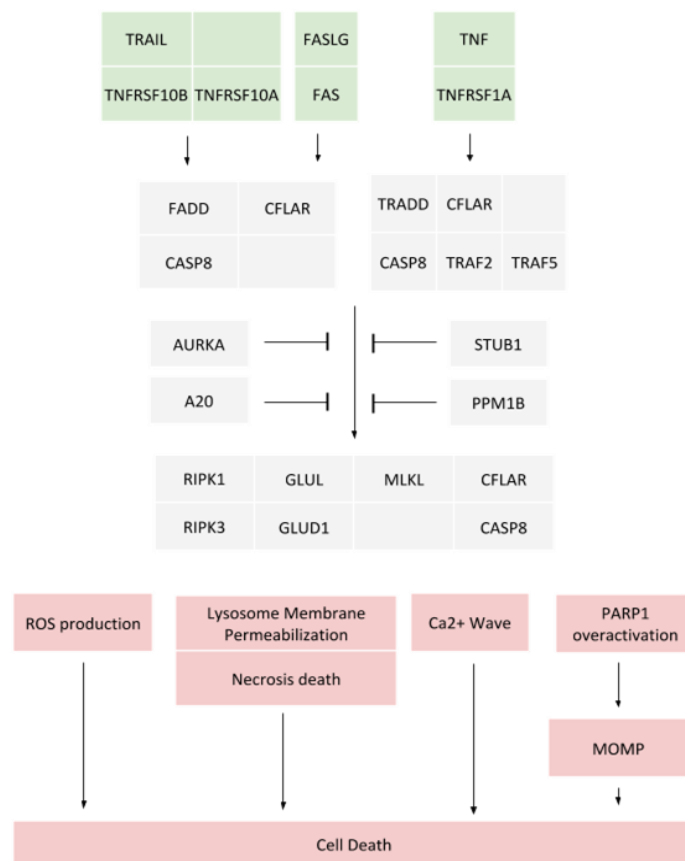 TRAIL
FASLG
TNF
TNFRSF10B
TNFRSF10A
FAS
TNFRSF1A
FADD
CFLAR
TRADD
CFLAR
CASP8
CASP8
TRAF2
TRAF5
AURKA
STUB1
A20
PPM1B
RIPK1
GLUL
MLKL
CFLAR
RIPK3
GLUD1
CASP8
ROS production
Lysosome Membrane
Permeabilization
Necrosis death
Ca2+ Wave
PARP1
overactivation
MOMP
Cell Death